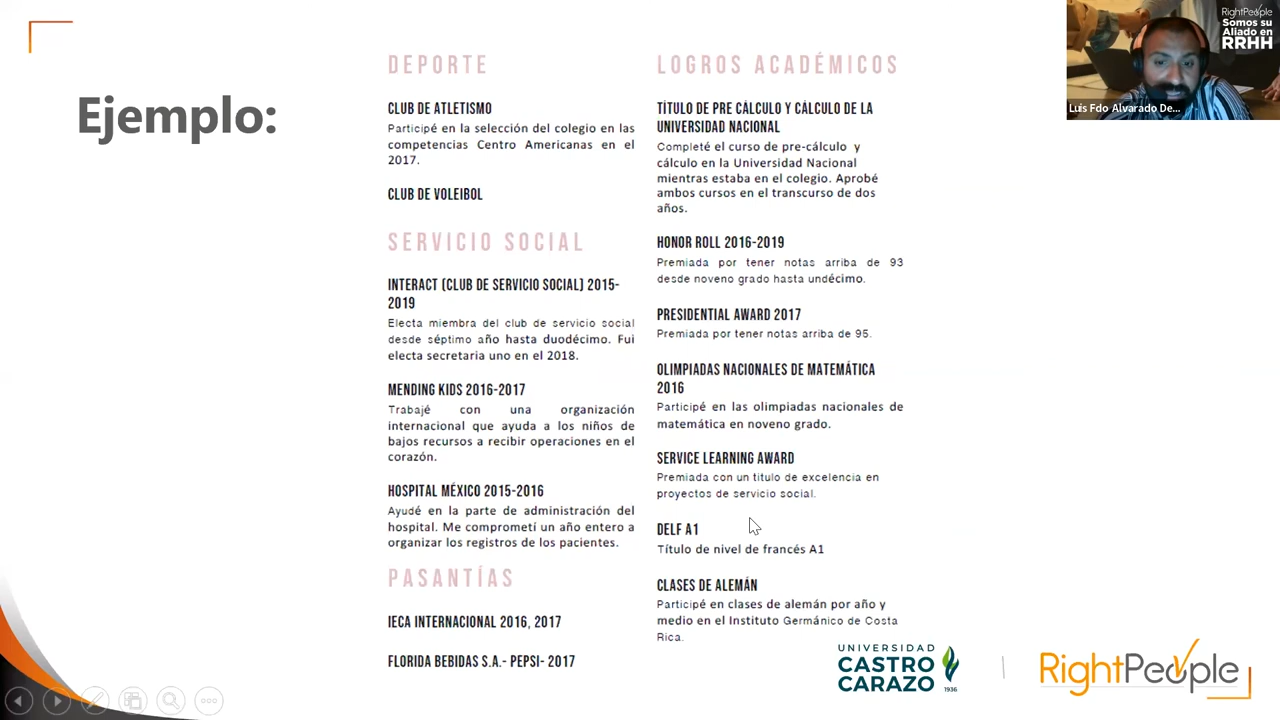 Ejemplo:
DEPORTE
CLUB DE ATLETISMO
Participé en la selección del colegio en las
competencias Centro Americanas en el
2017.
CLUB DE VOLEIBOL
SERVICIO SOCIAL
INTERACT (CLUB DE SERVICIO SOCIAL) 2015-
2019
Electa miembra del club de servicio social
desde séptimo año hasta duodécimo. Fui
electa secretaria uno en el 2018.
MENDING KIDS 2016-2017
Trabajé con una organización
internacional que ayuda a los niños de
bajos recursos a recibir operaciones en el
corazón.
HOSPITAL MÉXICO 2015-2016
Ayudé en la parte de administración del
hospital. Me comprometí un año entero a
organizar los registros de los pacientes.
PASANTÍAS
IECA INTERNACIONAL 2016, 2017
FLORIDA BEBIDAS S.A.- PEPSI- 2017
LOGROS ACADÉMICOS
TÍTULO DE PRE CÁLCULO Y CÁLCULO DE LA
UNIVERSIDAD NACIONAL
Completé el curso de pre-cálculo y
cálculo en la Universidad Nacional
mientras estaba en el colegio. Aprobé
ambos cursos en el transcurso de dos
años.
HONOR ROLL 2016-2019
Premiada por tener notas arriba de 93
desde noveno grado hasta undécimo.
PRESIDENTIAL AWARD 2017
Premiada por tener notas arriba de 95.
OLIMPIADAS NACIONALES DE MATEMÁTICA
2016
Participé en las olimpiadas nacionales de
matemática en noveno grado.
SERVICE LEARNING AWARD
Premiada con un título de excelencia en
proyectos de servicio social.
DELF A1
Título de nivel de francés A1
CLASES DE ALEMÁN
Participé en clases de alemán por año y
medio en el Instituto Germánico de Costa
Rica.
RightPeople
Somos su
Aliado en
RRHH
Luis Fdo Alvarado De...
UNIVERSIDAD
CASTRO
CARAZO
1936
RightPeople